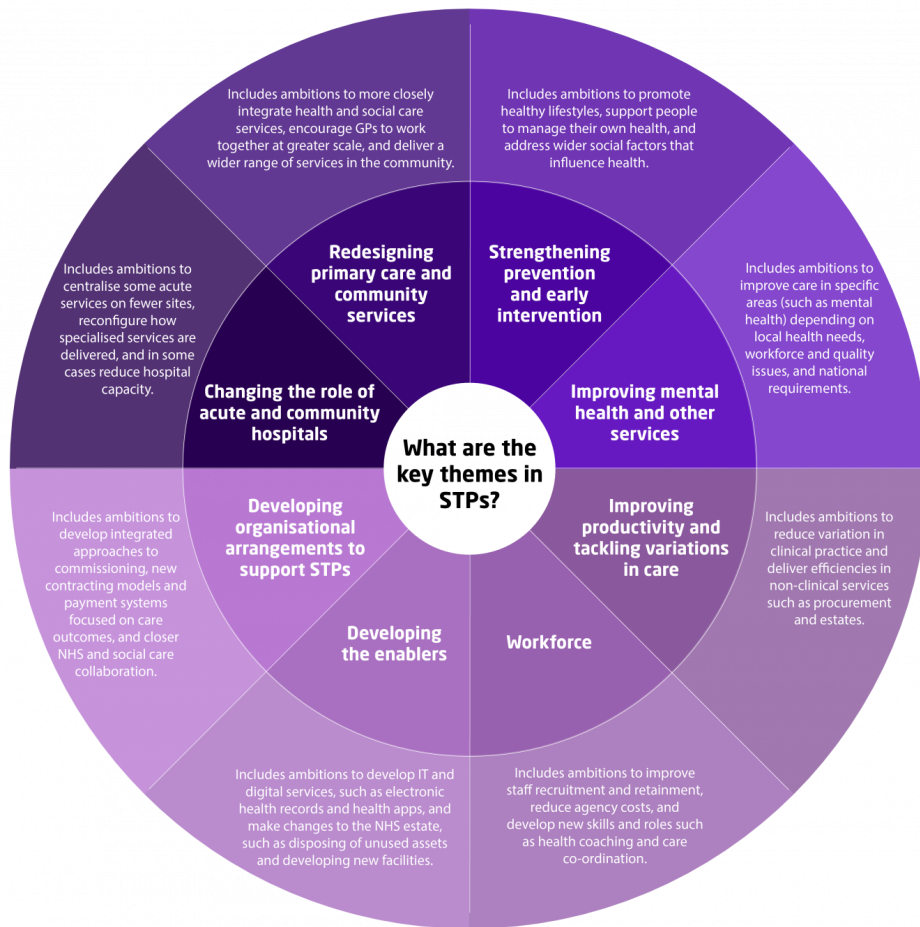 What are the
key themes in
STPs?
Strengthening
prevention
and early
intervention
Includes ambitions to promote
healthy lifestyles, support people
to manage their own health, and
address wider social factors that
influence health.
Improving mental
health and other
services
Includes ambitions to
improve care in specific
areas (such as mental
health) depending on
local health needs,
workforce and quality
issues, and national
requirements.
Improving
productivity and
tackling variations
in care
Includes ambitions to
reduce variation in
clinical practice and
deliver efficiencies in
non-clinical services
such as procurement
and estates.
Workforce
Includes ambitions to improve
staff recruitment and retainment,
reduce agency costs, and
develop new skills and roles such
as health coaching and care
co-ordination.
Developing
the enablers
Includes ambitions to develop IT and
digital services, such as electronic
health records and health apps, and
make changes to the NHS estate,
such as disposing of unused assets
and developing new facilities.
Developing
organisational
arrangements to
support STPs
Includes ambitions to
develop integrated
approaches to
commissioning, new
contracting models and
payment systems
focused on care
outcomes, and closer
NHS and social care
collaboration.
Changing the role of
acute and community
hospitals
Includes ambitions to
centralise some acute
services on fewer sites,
reconfigure how
specialised services are
delivered, and in some
cases reduce hospital
capacity.
Redesigning
primary care and
community
services
Includes ambitions to more closely
integrate health and social care
services, encourage GPs to work
together at greater scale, and deliver a
wider range of services in the community.